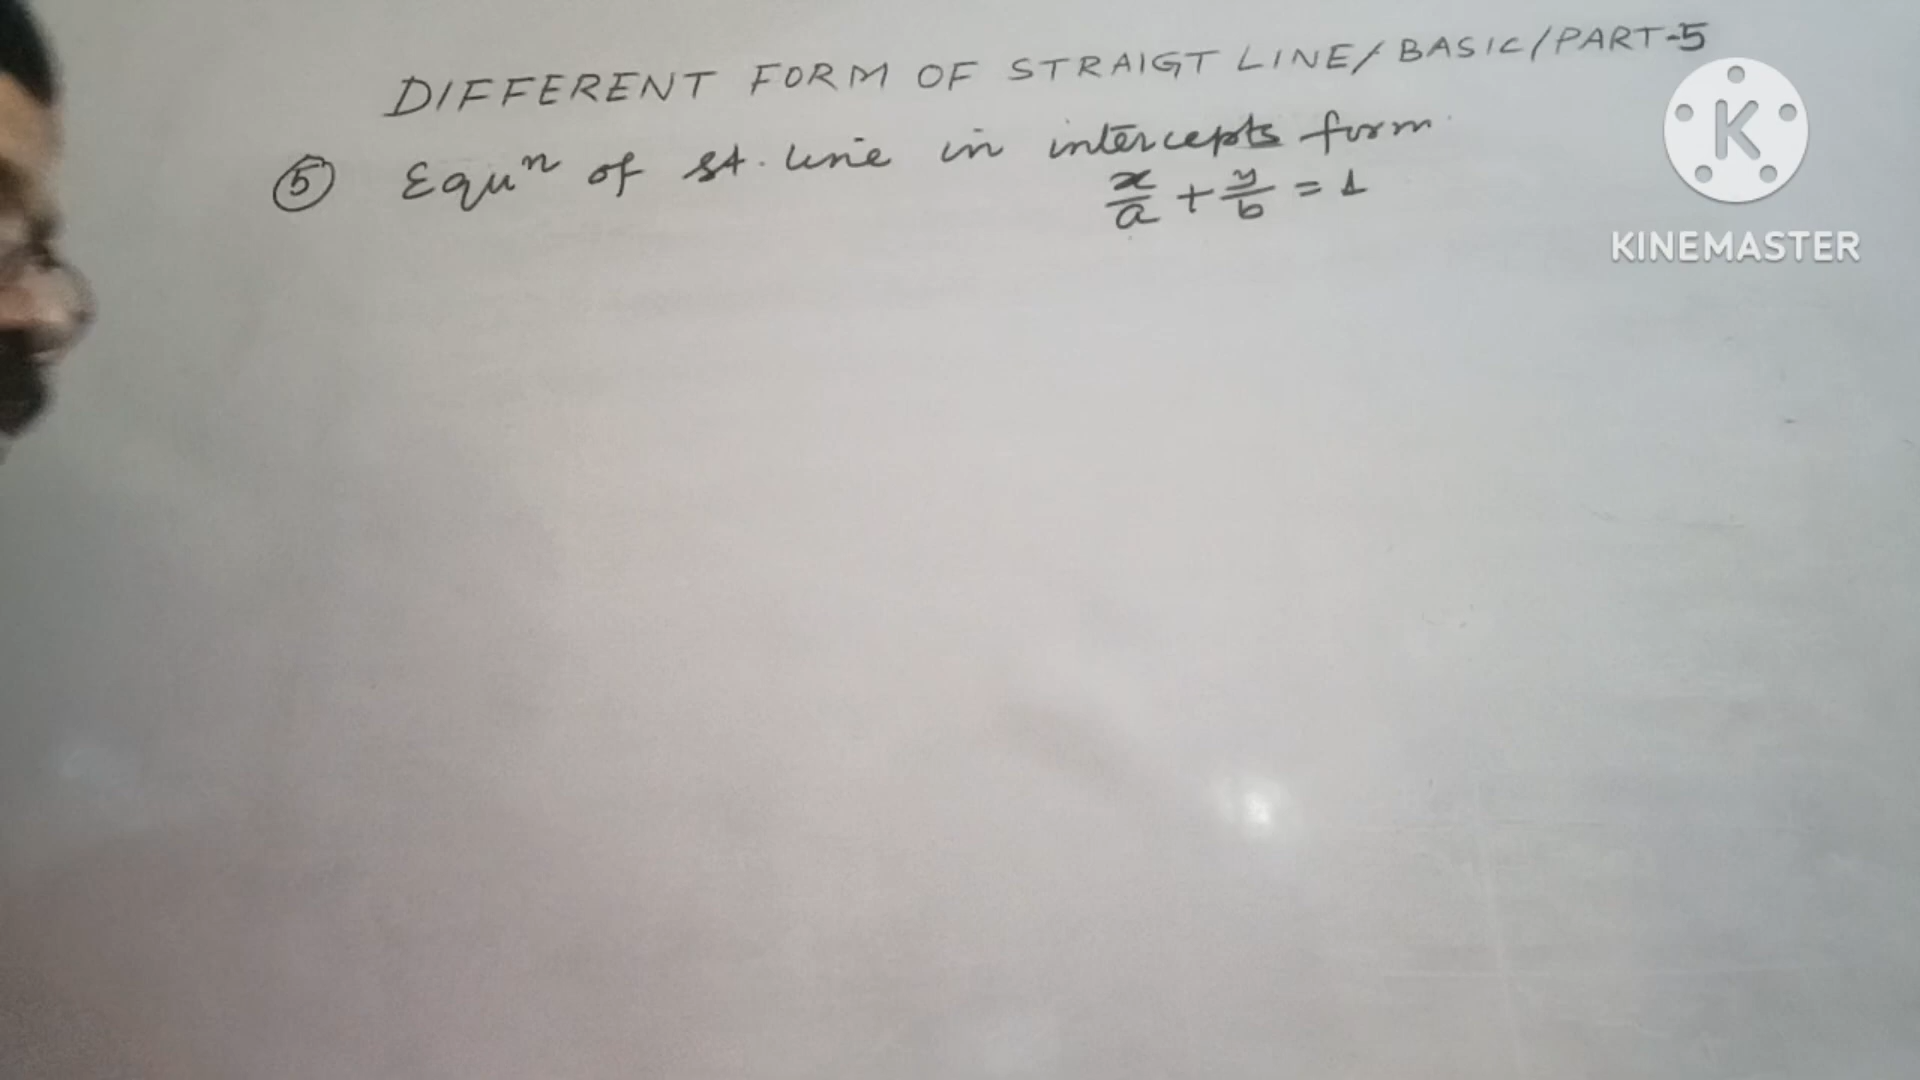 DIFFERENT FORM OF STRAIGT LINE/BASIC/PART-5
⑤ Equⁿ of st. line in intercepts form
x/a + y/b = 1
K
KINEMASTER